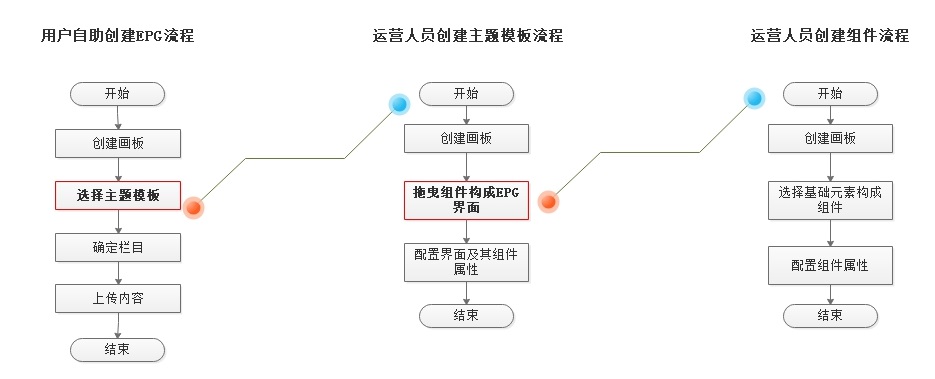 用户自助创建EPG流程
开始
创建画板
选择主题模板
确定栏目
上传内容
结束
运营人员创建主题模板流程
开始
创建画板
拖曳组件构成EPG
界面
配置界面及其组件
属性
结束
运营人员创建组件流程
开始
创建画板
选择基础元素构成
组件
配置组件属性
结束